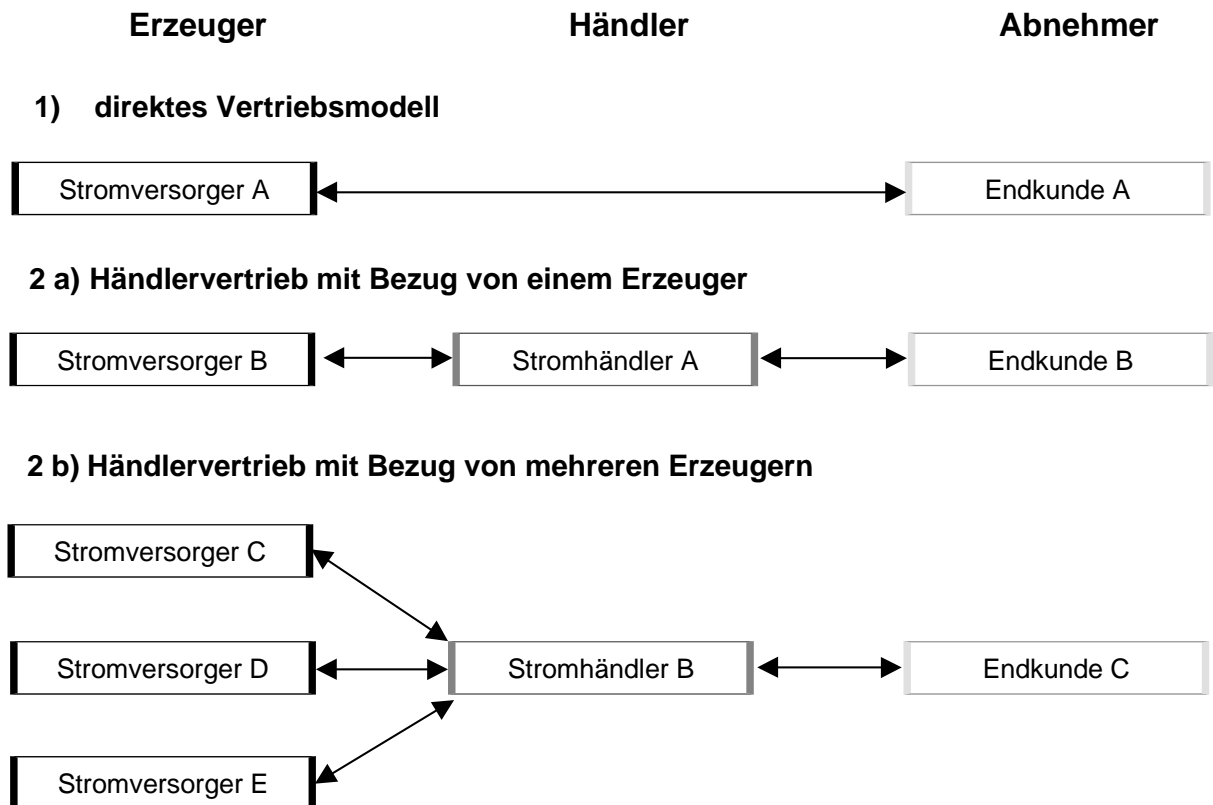 Erzeuger Händler Abnehmer
1) direktes Vertriebsmodell
Stromversorger A Endkunde A
2 a) Händlervertrieb mit Bezug von einem Erzeuger
Stromversorger B Stromhändler A Endkunde B
2 b) Händlervertrieb mit Bezug von mehreren Erzeugern
Stromversorger C
Stromversorger D Stromhändler B Endkunde C
Stromversorger E